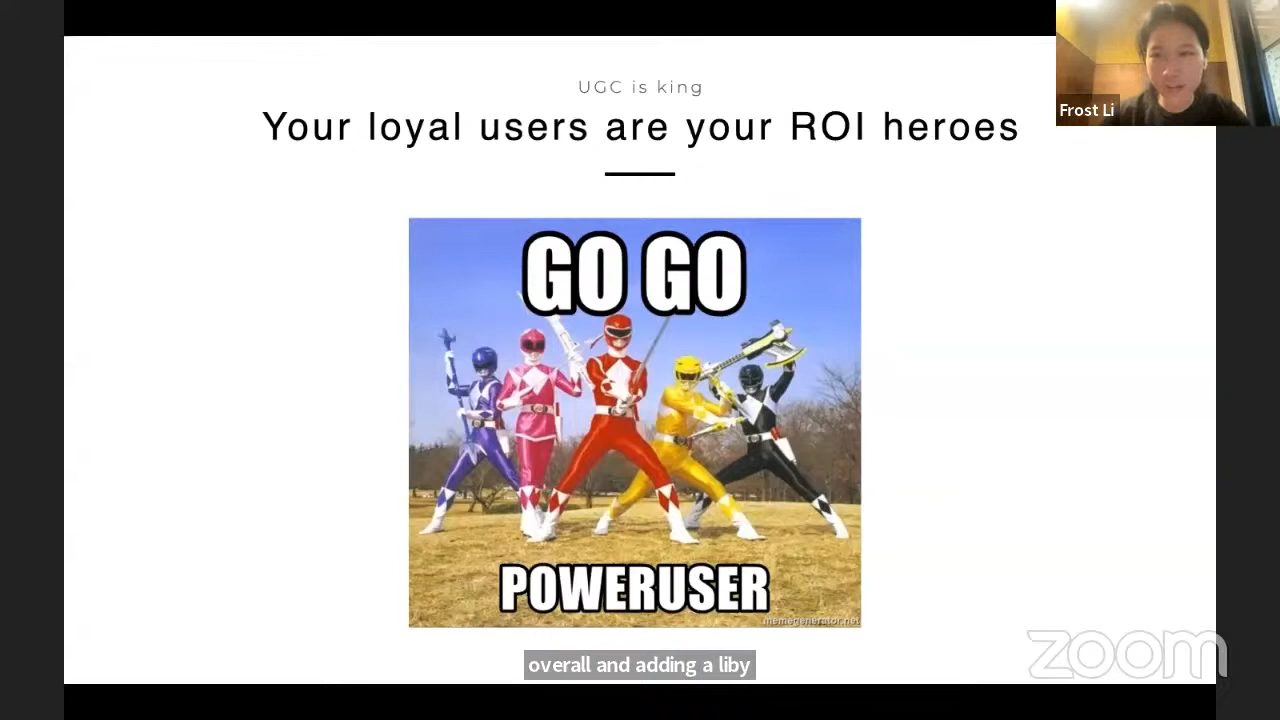 UGC is king
Your loyal users are your ROI heroes
Frost Li
GO GO
POWERUSER
memegenerator.net
overall and adding a liby
zoom